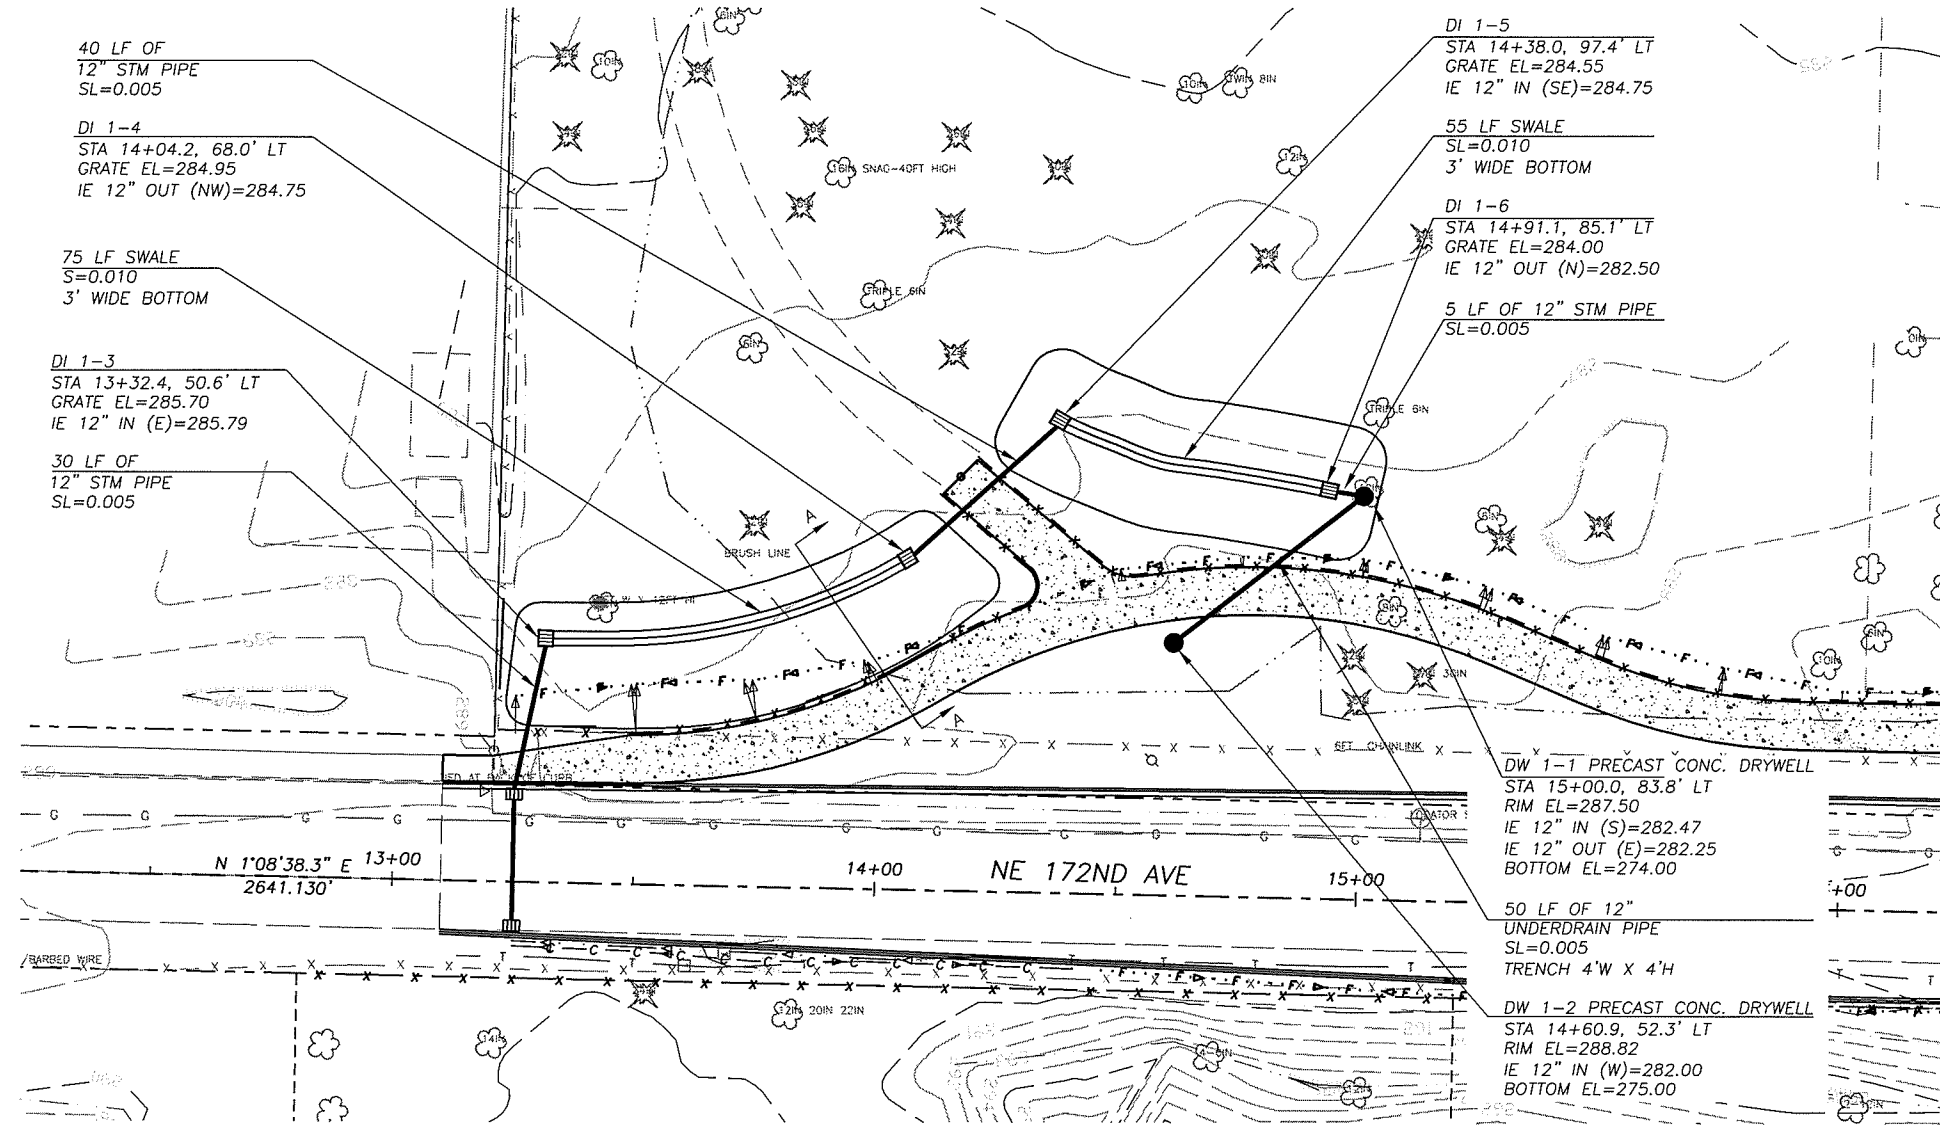 40 LF OF
12" STM PIPE
SL=0.005
DI 1-4
STA 14+04.2, 68.0' LT
GRATE EL=284.95
IE 12" OUT (NW)=284.75
75 LF SWALE
S=0.010
3' WIDE BOTTOM
DI 1-3
STA 13+32.4, 50.6' LT
GRATE EL=285.70
IE 12" IN (E)=285.79
30 LF OF
12" STM PIPE
SL=0.005
DI 1-5
STA 14+38.0, 97.4' LT
GRATE EL=284.55
IE 12" IN (SE)=284.75
55 LF SWALE
SL=0.010
3' WIDE BOTTOM
DI 1-6
STA 14+91.1, 85.1' LT
GRATE EL=284.00
IE 12" OUT (N)=282.50
5 LF OF 12" STM PIPE
SL=0.005
DW 1-1 PRECAST CONC. DRYWELL
STA 15+00.0, 83.8' LT
RIM EL=287.50
IE 12" IN (S)=282.47
IE 12" OUT (E)=282.25
BOTTOM EL=274.00
50 LF OF 12"
UNDERDRAIN PIPE
SL=0.005
TRENCH 4'W X 4'H
DW 1-2 PRECAST CONC. DRYWELL
STA 14+60.9, 52.3' LT
RIM EL=288.82
IE 12" IN (W)=282.00
BOTTOM EL=275.00
SNAG-40FT HIGH
TRIPLE 6IN
TRIPLE 6IN
TWIN 8IN
BRUSH LINE
A
A
6FT CHAINLINK
N 1°08'38.3" E
2641.130'
13+00
14+00
NE 172ND AVE
15+00
+00
/BARBED WIRE
12IN 20IN 22IN
14IN